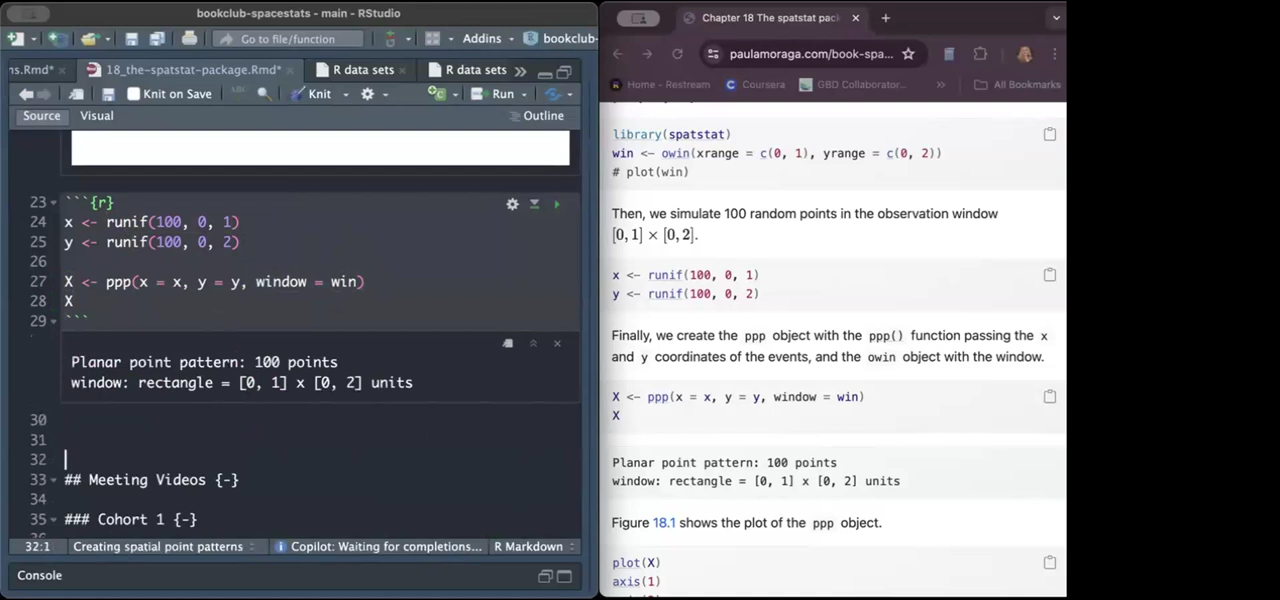 bookclub-spacestats - main - RStudio
Go to file/function
Addins
bookclub-
ns.Rmd*
18_the-spatstat-package.Rmd*
R data sets
R data sets
Knit on Save
ABC
Knit
Run
Source
Visual
Outline
23 ```{r}
24 x <- runif(100, 0, 1)
25 y <- runif(100, 0, 2)
26
27 X <- ppp(x = x, y = y, window = win)
28 X
29 ```
Planar point pattern: 100 points
window: rectangle = [0, 1] x [0, 2] units
30
31
32
33 ## Meeting Videos {-}
34
35 ### Cohort 1 {-}
32:1
Creating spatial point patterns
Copilot: Waiting for completions...
R Markdown
Console
Chapter 18 The spatstat pac
paulamoraga.com/book-spa...
Home - Restream
Coursera
GBD Collaborator...
All Bookmarks
library(spatstat)
win <- owin(xrange = c(0, 1), yrange = c(0, 2))
# plot(win)
Then, we simulate 100 random points in the observation window
[0, 1] × [0, 2].
x <- runif(100, 0, 1)
y <- runif(100, 0, 2)
Finally, we create the ppp object with the ppp() function passing the x
and y coordinates of the events, and the owin object with the window.
X <- ppp(x = x, y = y, window = win)
X
Planar point pattern: 100 points
window: rectangle = [0, 1] x [0, 2] units
Figure 18.1 shows the plot of the ppp object.
plot(X)
axis(1)